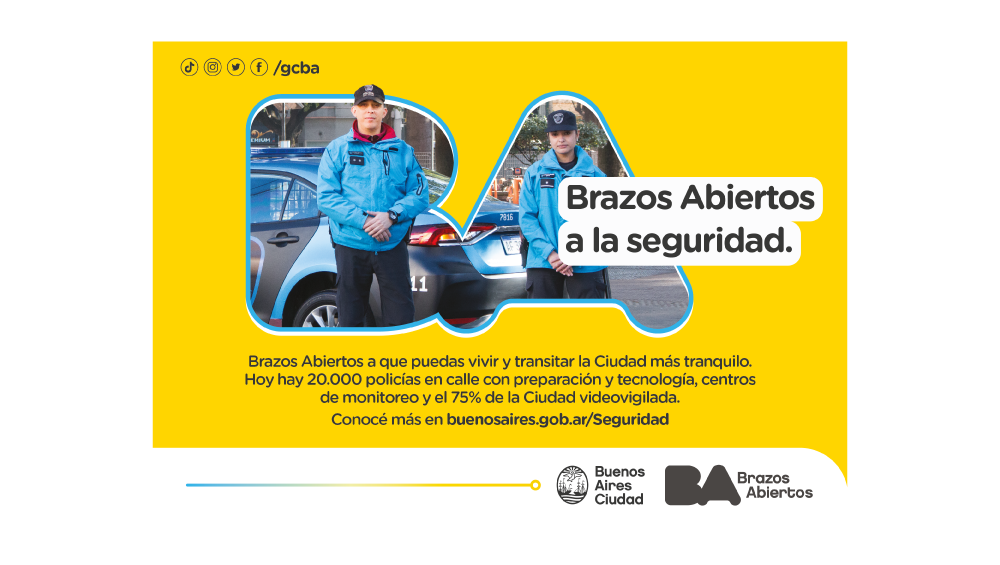 /gcba
Brazos Abiertos
a la seguridad.
7816
11
Brazos Abiertos a que puedas vivir y transitar la Ciudad más tranquilo.
Hoy hay 20.000 policías en calle con preparación y tecnología, centros
de monitoreo y el 75% de la Ciudad videovigilada.
Conocé más en buenosaires.gob.ar/Seguridad
Buenos
Aires
Ciudad
BA
Brazos
Abiertos